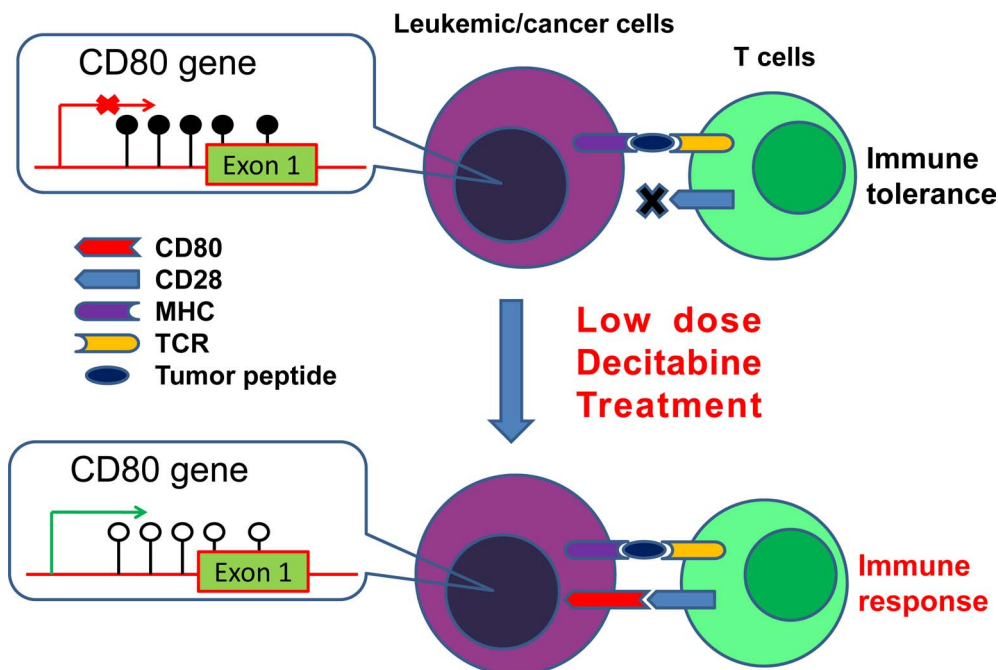 Leukemic/cancer cells
T cells
CD80 gene
Exon 1
Immune
tolerance
CD80
CD28
MHC
TCR
Tumor peptide
Low dose
Decitabine
Treatment
CD80 gene
Exon 1
Immune
response